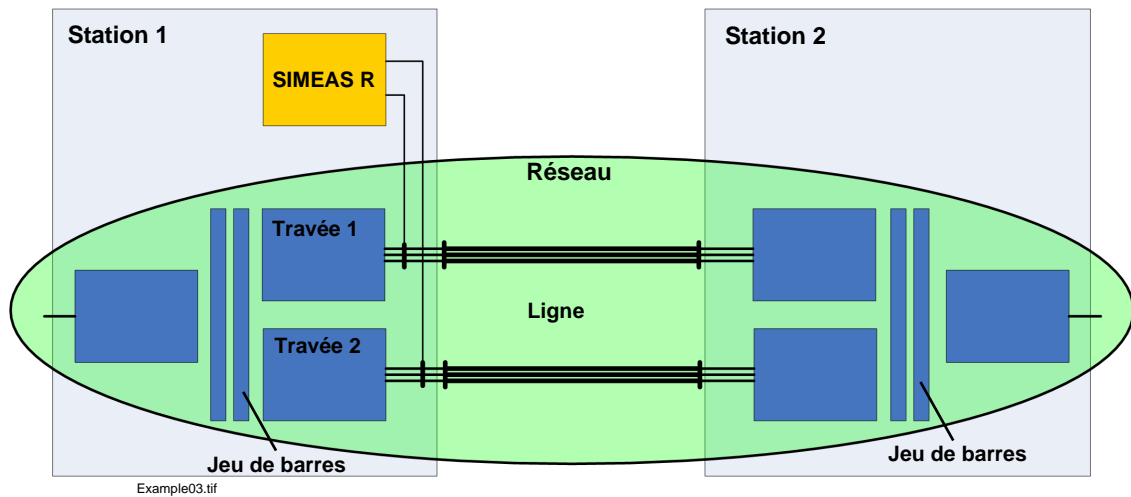 Station 1
Station 2
SIMEAS R
Réseau
Travée 1
Ligne
Travée 2
Jeu de barres
Jeu de barres
Example03.tif